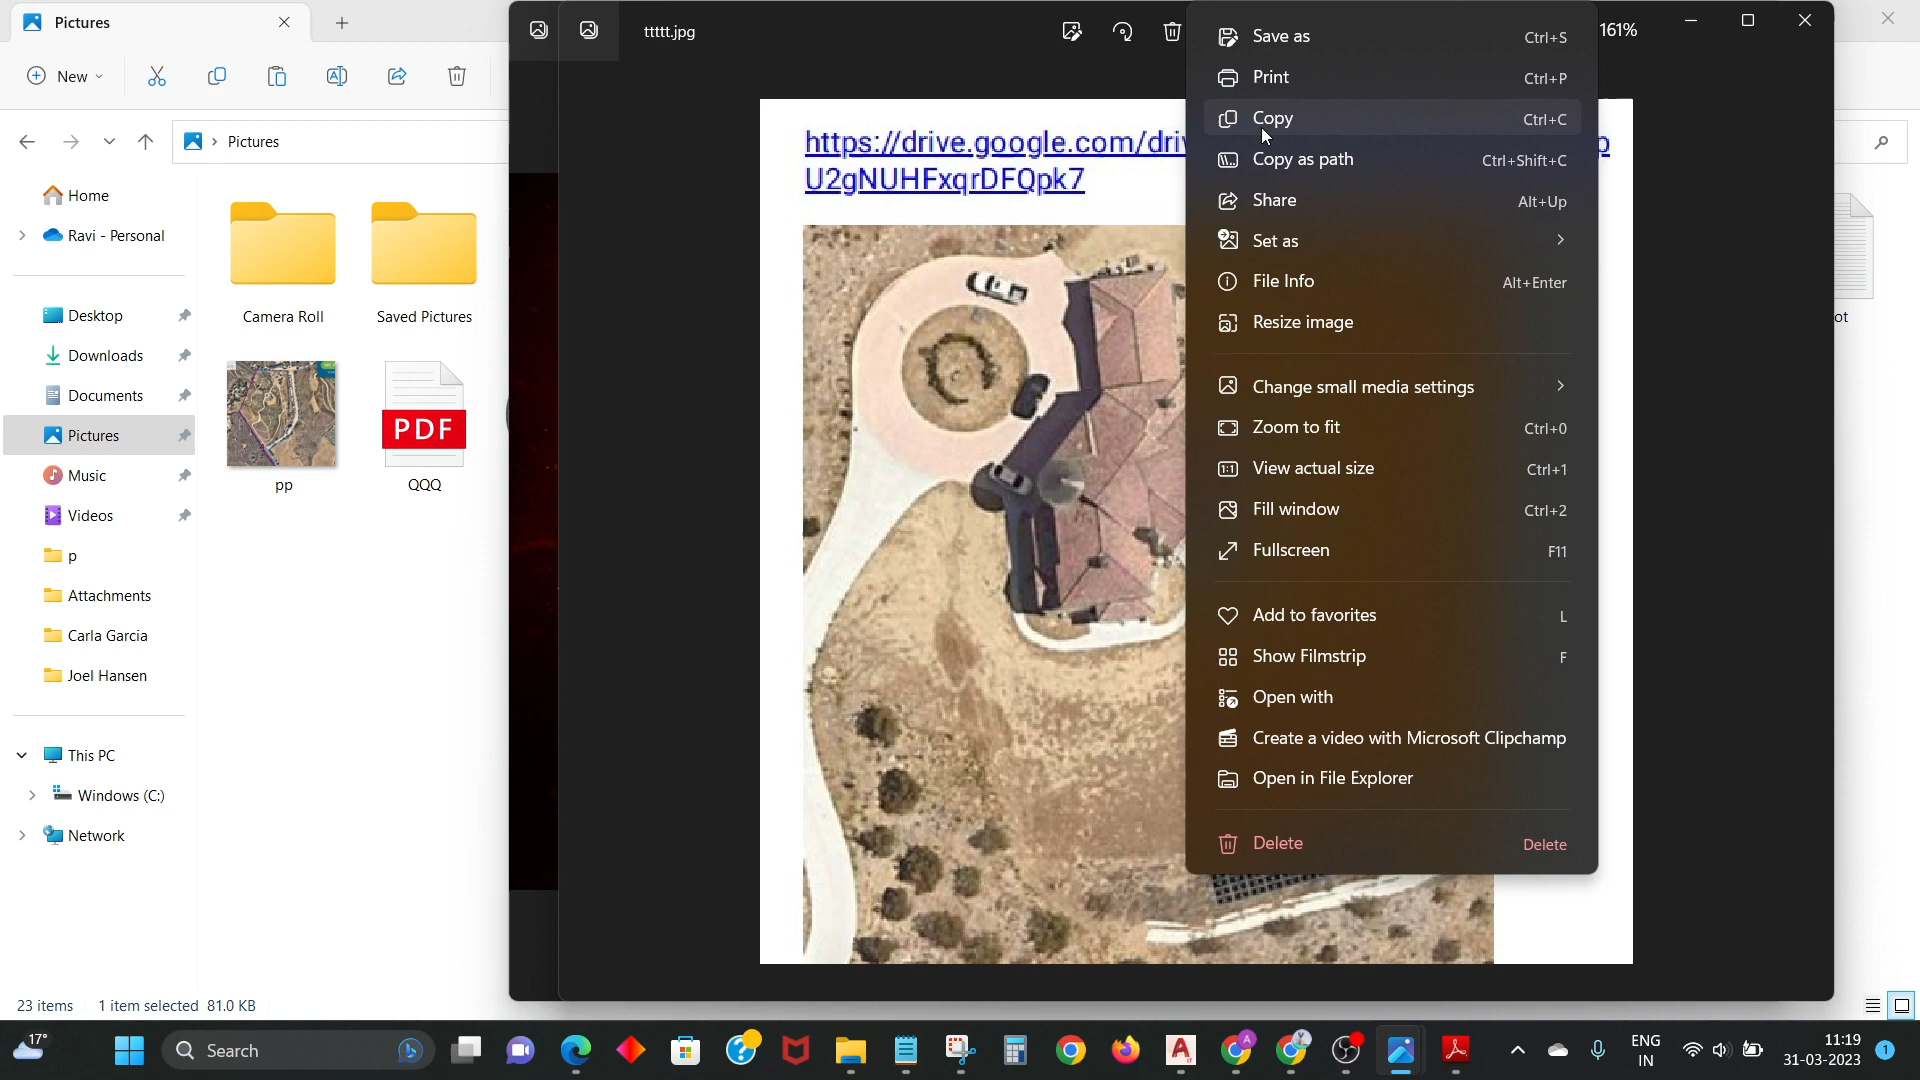 Pictures
ttttt.jpg
161%
New
Pictures
https://drive.google.com/dri
U2gNUHFxqrDFQpk7
Save as Ctrl+S
Print Ctrl+P
Copy Ctrl+C
Copy as path Ctrl+Shift+C
Share Alt+Up
Set as
File Info Alt+Enter
Resize image
Change small media settings
Zoom to fit Ctrl+0
View actual size Ctrl+1
Fill window Ctrl+2
Fullscreen F11
Add to favorites L
Show Filmstrip F
Open with
Create a video with Microsoft Clipchamp
Open in File Explorer
Delete Delete
Home
Ravi - Personal
Desktop
Downloads
Documents
Pictures
Music
Videos
p
Attachments
Carla Garcia
Joel Hansen
This PC
Windows (C:)
Network
Camera Roll
Saved Pictures
pp
PDF
QQQ
ot
23 items 1 item selected 81.0 KB
17°
Search
ENG
IN
11:19
31-03-2023
1